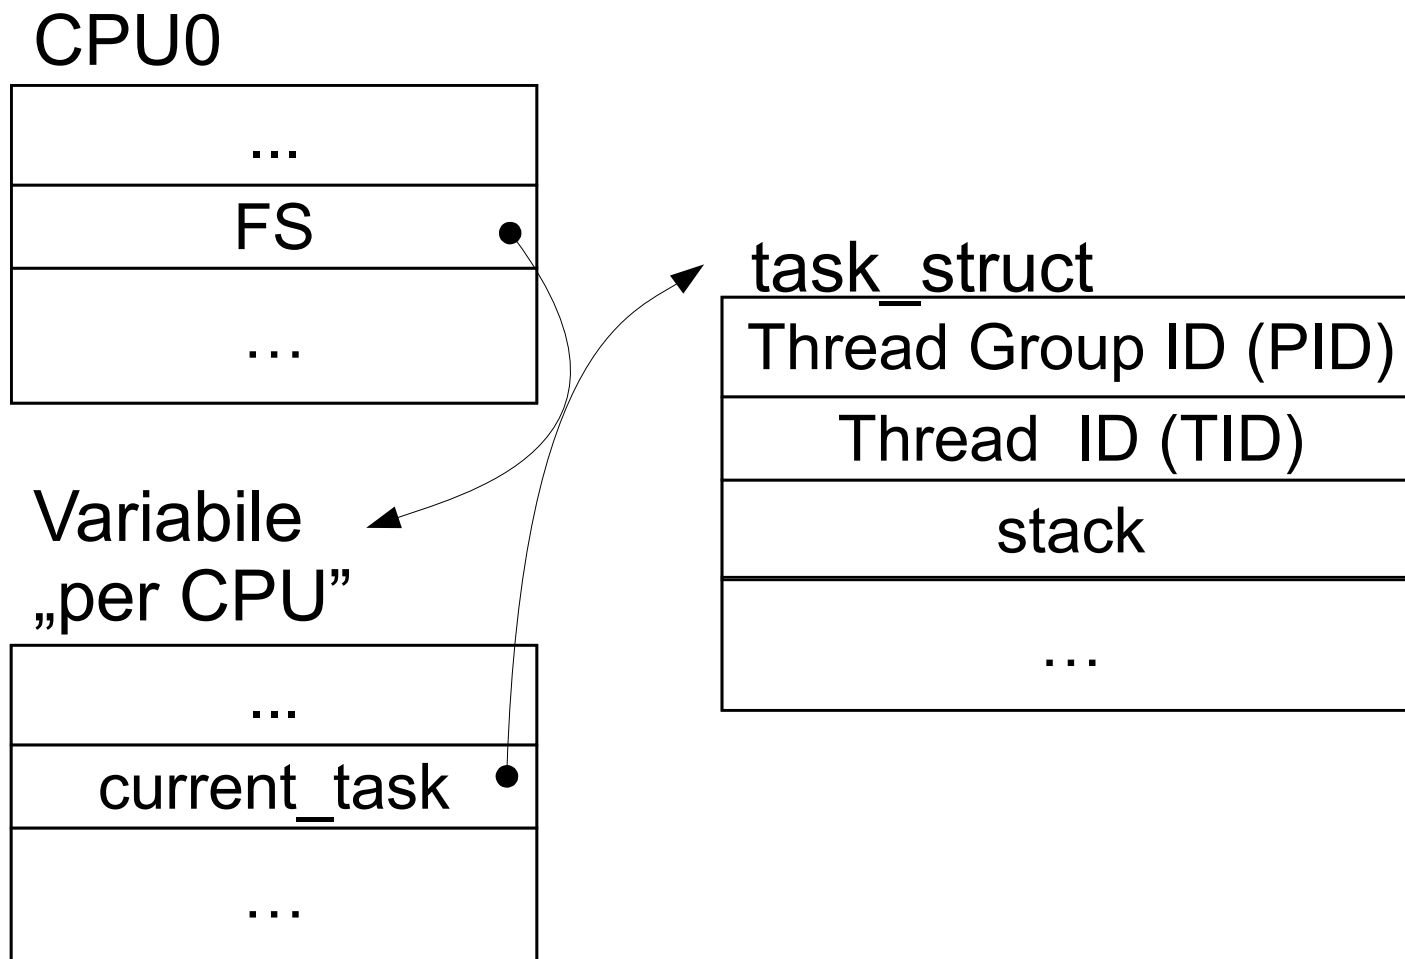 CPU0
...
FS
...
Variabile
„per CPU”
...
current_task
...
task_struct
Thread Group ID (PID)
Thread ID (TID)
stack
...